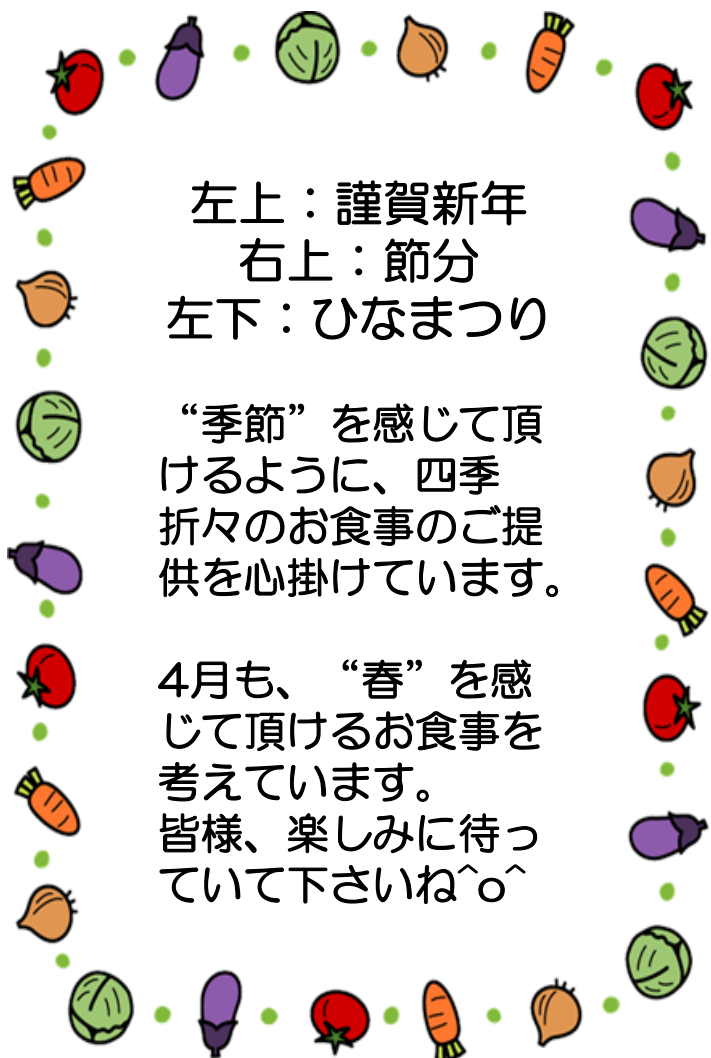 左上：謹賀新年
右上：節分
左下：ひなまつり
“季節”を感じて頂
けるように、四季
折々のお食事のご提
供を心掛けています。
4月も、“春”を感
じて頂けるお食事を
考えています。
皆様、楽しみに待っ
ていて下さいね^o^